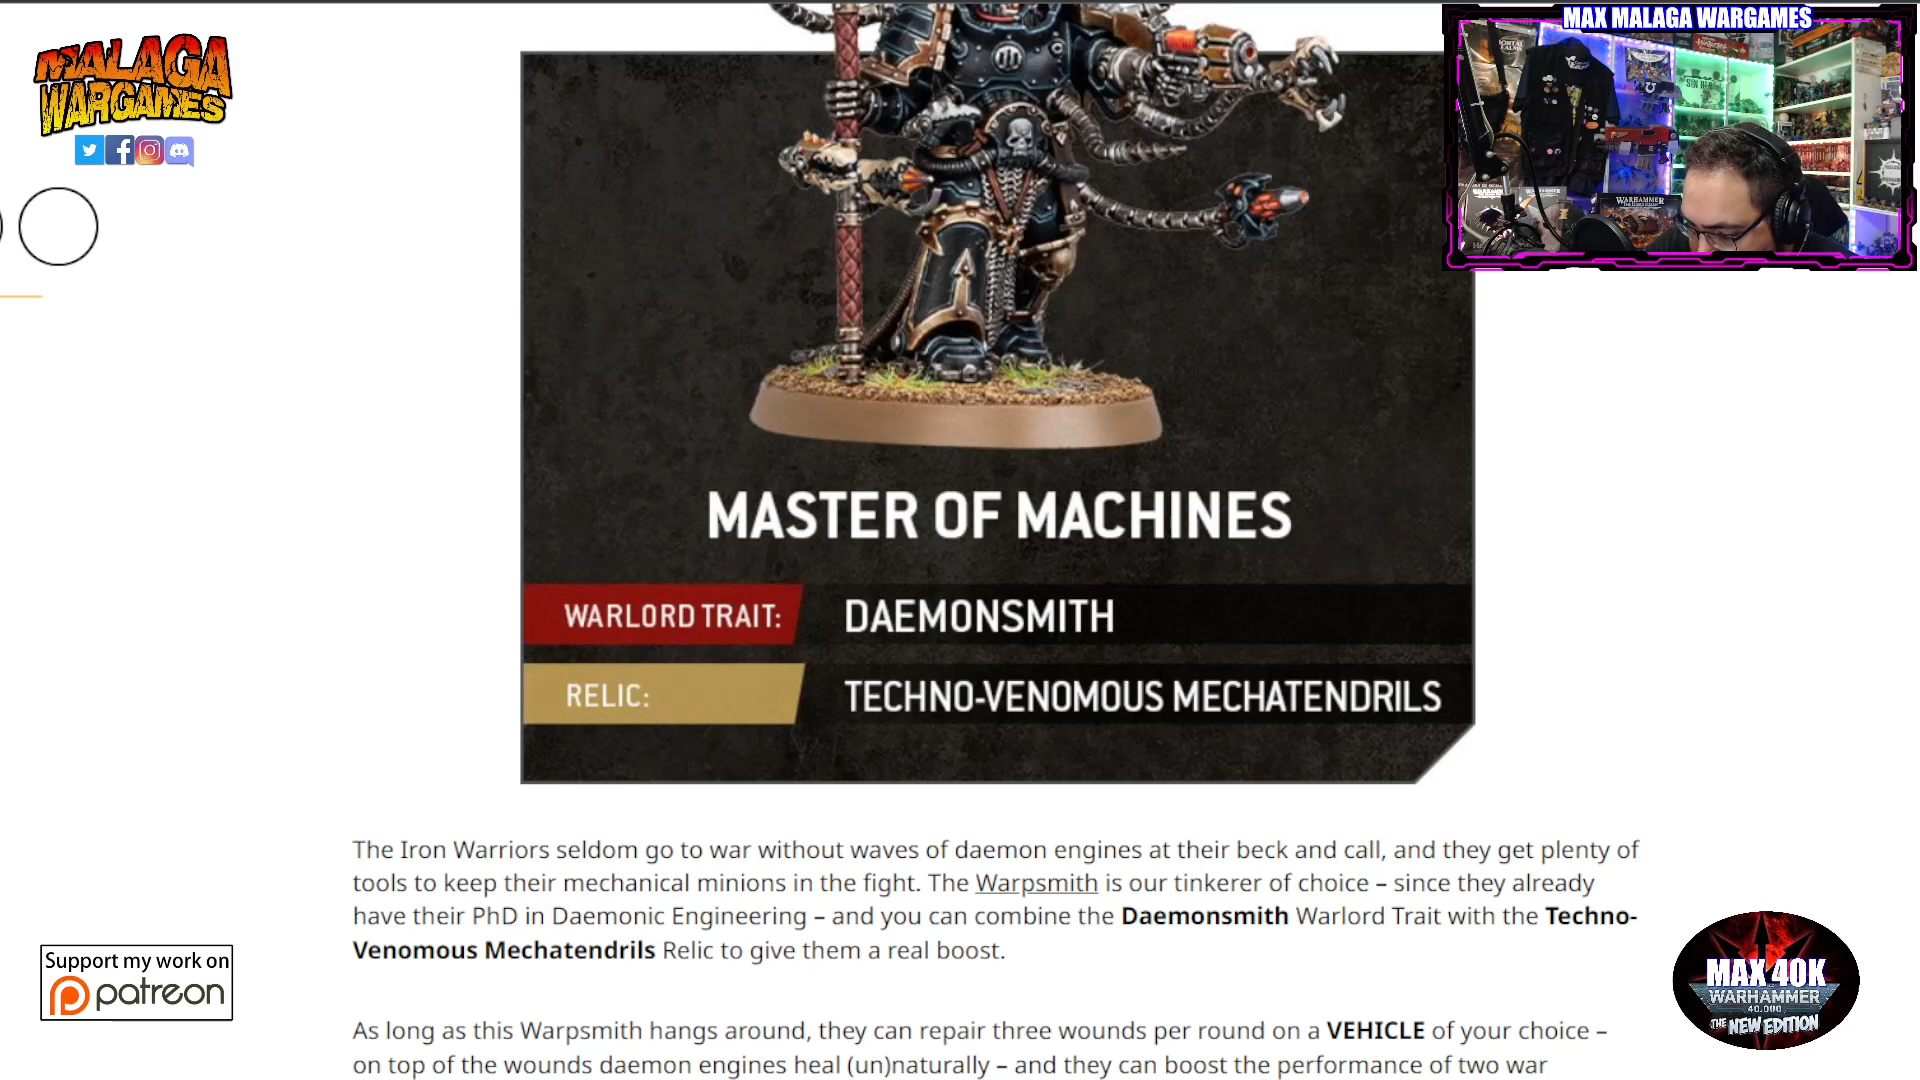 MALAGA
WARGAMES
MAX MALAGA WARGAMES
WARHAMMER
MASTER OF MACHINES
WARLORD TRAIT: DAEMONSMITH
RELIC: TECHNO-VENOMOUS MECHATENDRILS
The Iron Warriors seldom go to war without waves of daemon engines at their beck and call, and they get plenty of
tools to keep their mechanical minions in the fight. The Warpsmith is our tinkerer of choice – since they already
have their PhD in Daemonic Engineering – and you can combine the Daemonsmith Warlord Trait with the Techno-
Venomous Mechatendrils Relic to give them a real boost.
As long as this Warpsmith hangs around, they can repair three wounds per round on a VEHICLE of your choice –
on top of the wounds daemon engines heal (un)naturally – and they can boost the performance of two war
Support my work on
patreon
MAX 40K
WARHAMMER
40,000
THE NEW EDITION